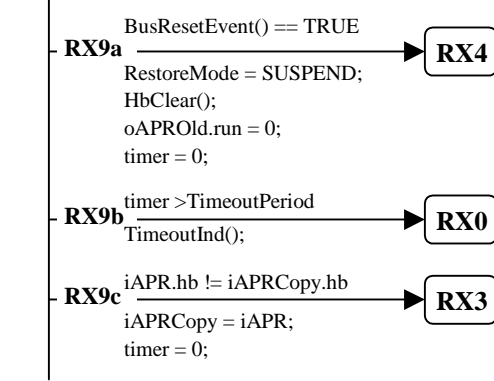 BusResetEvent() == TRUE
RX9a
RX4
RestoreMode = SUSPEND;
HbClear();
oAPROld.run = 0;
timer = 0;
timer >TimeoutPeriod
RX9b
RX0
TimeoutInd();
iAPR.hb != iAPRCopy.hb
RX9c
RX3
iAPRCopy = iAPR;
timer = 0;